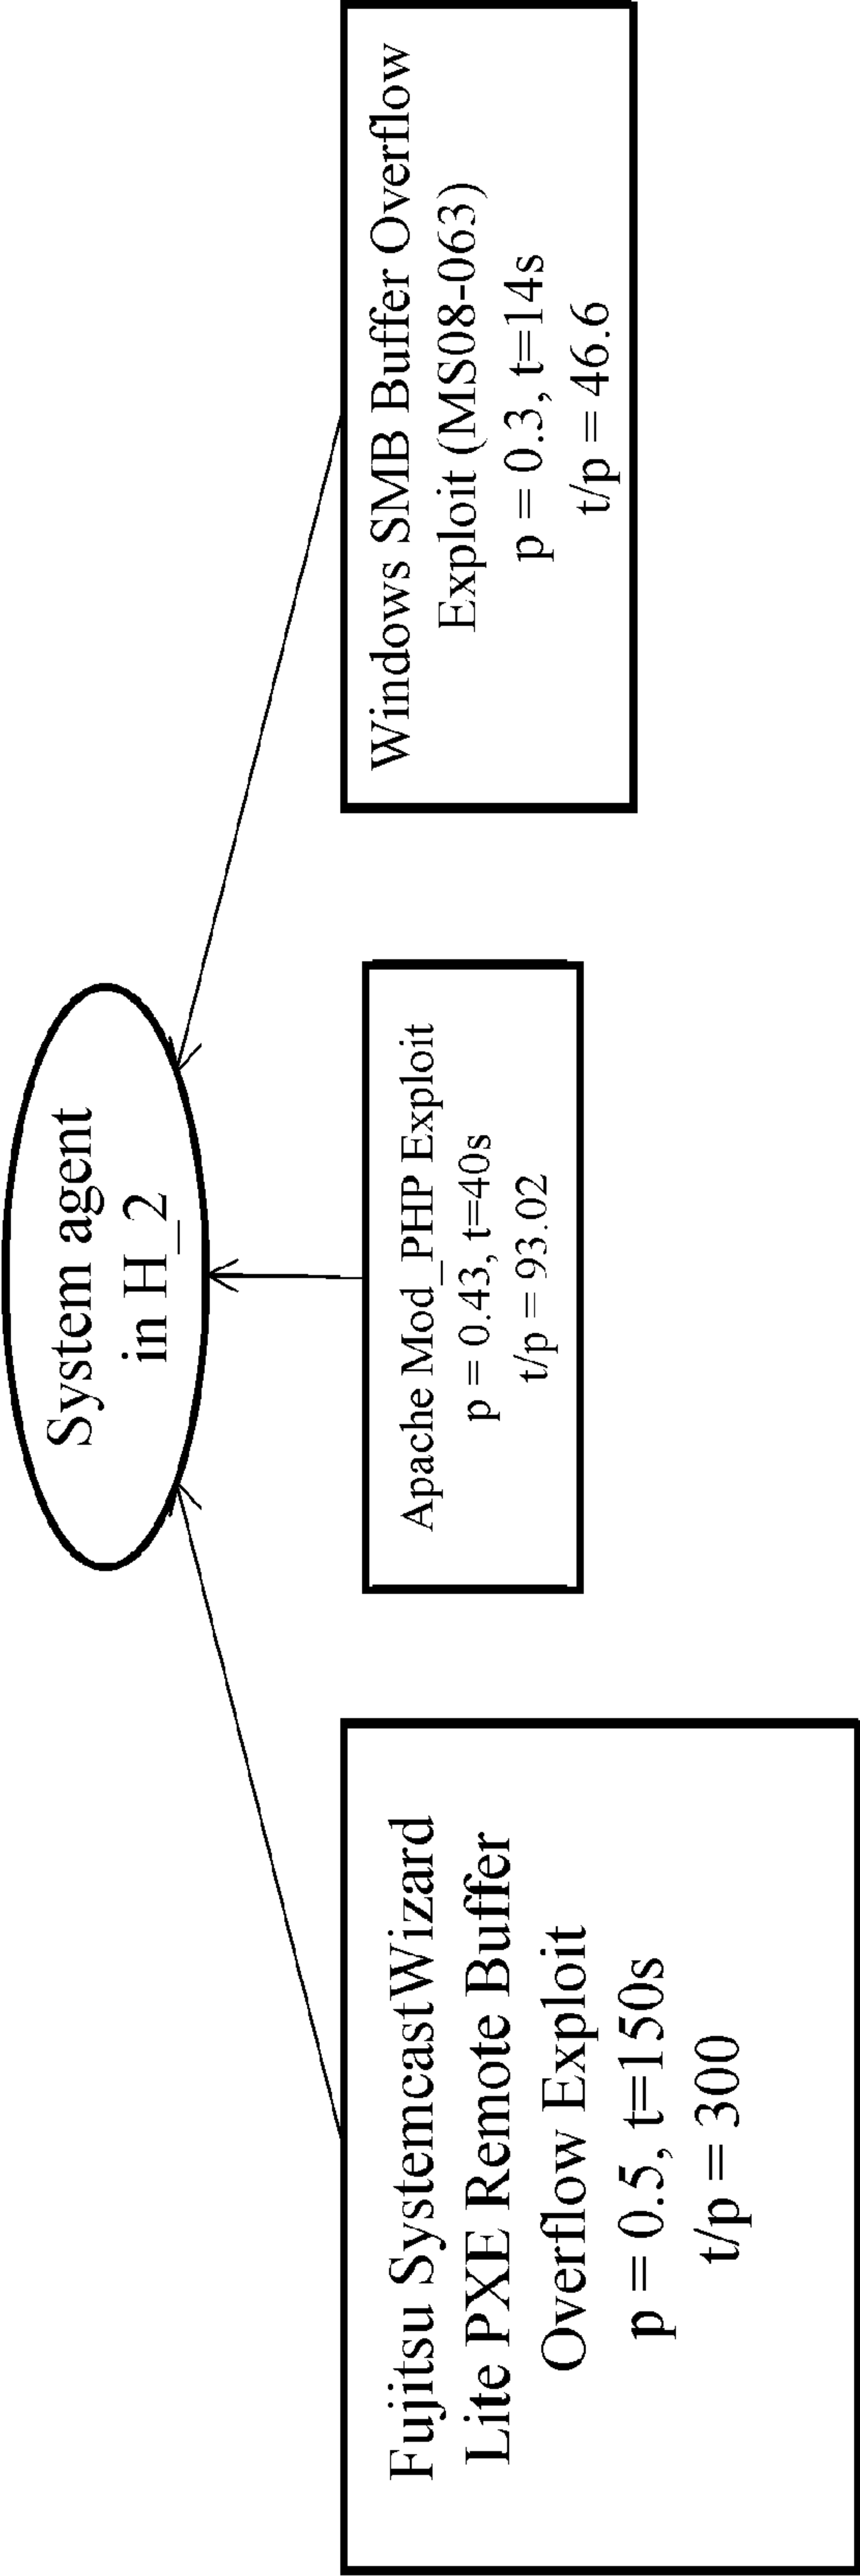 System agent
in H_2
Fujitsu SystemcastWizard
Lite PXE Remote Buffer
Overflow Exploit
p = 0.5, t=150s
t/p = 300
Apache Mod_PHP Exploit
p = 0.43, t=40s
t/p = 93.02
Windows SMB Buffer Overflow
Exploit (MS08-063)
p = 0.3, t=14s
t/p = 46.6